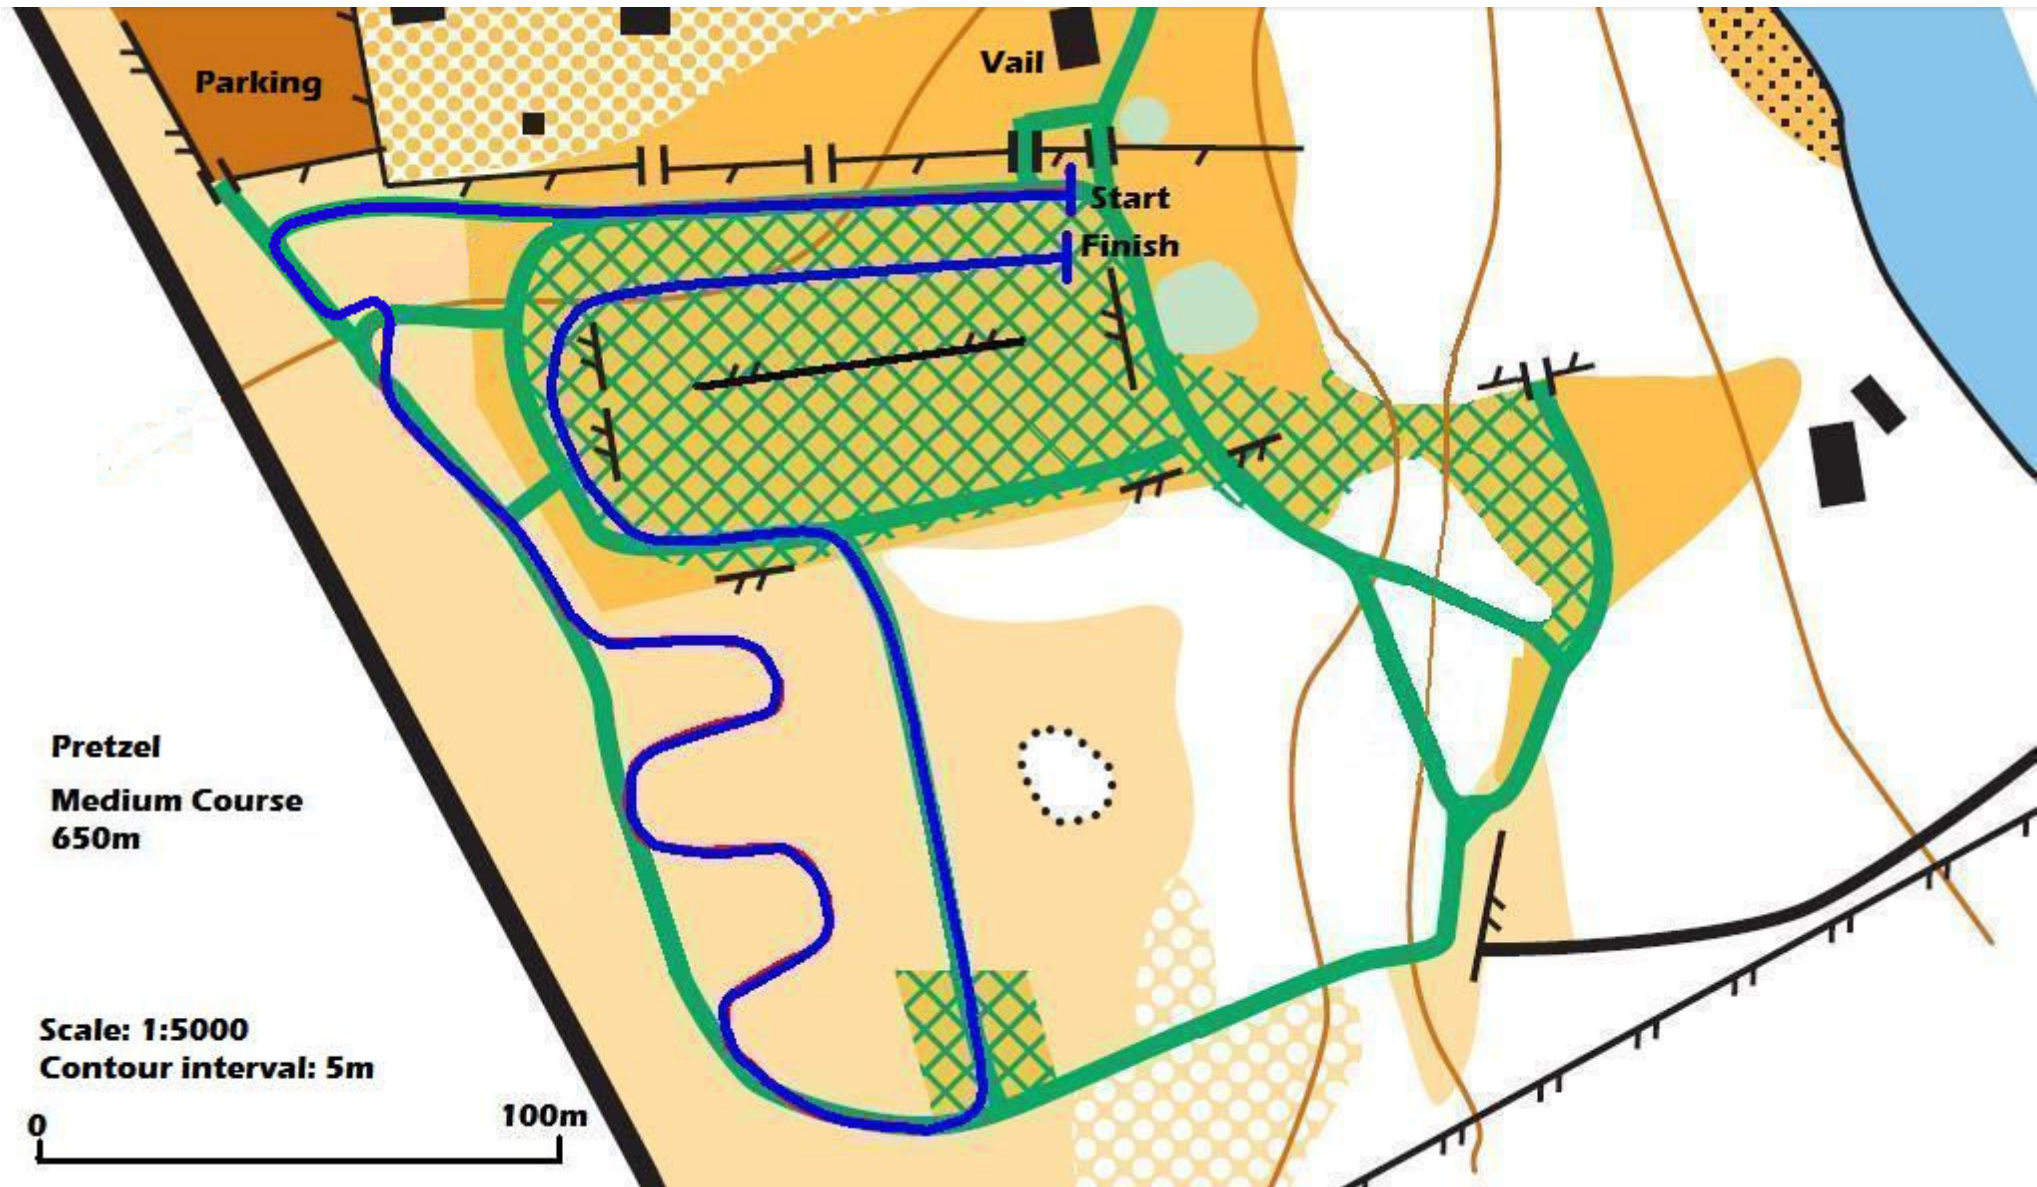 Parking
Vail
Start
Finish
Pretzel
Medium Course
650m
Scale: 1:5000
Contour interval: 5m
0
100m